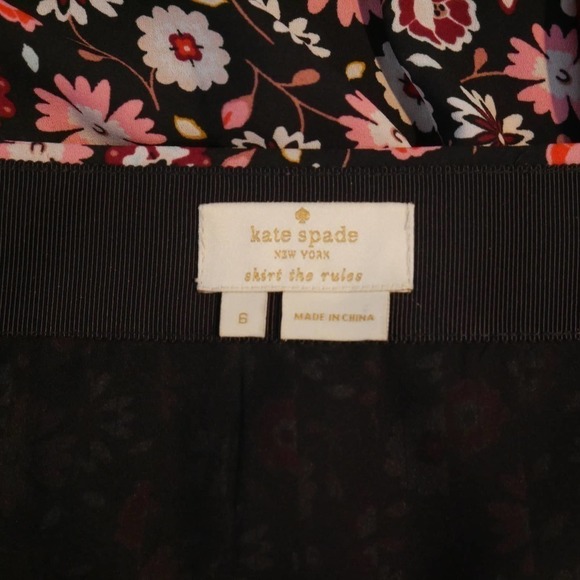 kate spade
NEW YORK
skirt the rules
6
MADE IN CHINA